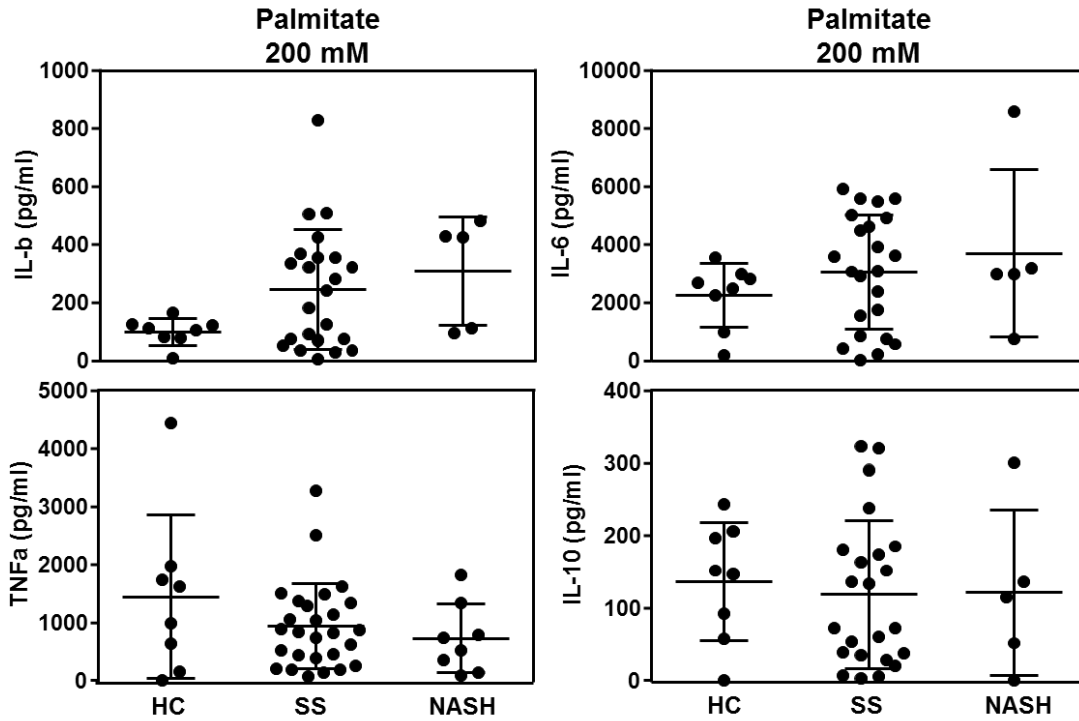 Palmitate
200 mM
IL-b (pg/ml)
1000
800
600
400
200
0
Palmitate
200 mM
IL-6 (pg/ml)
10000
8000
6000
4000
2000
0
TNFa (pg/ml)
5000
4000
3000
2000
1000
0
HC SS NASH
IL-10 (pg/ml)
400
300
200
100
0
HC SS NASH